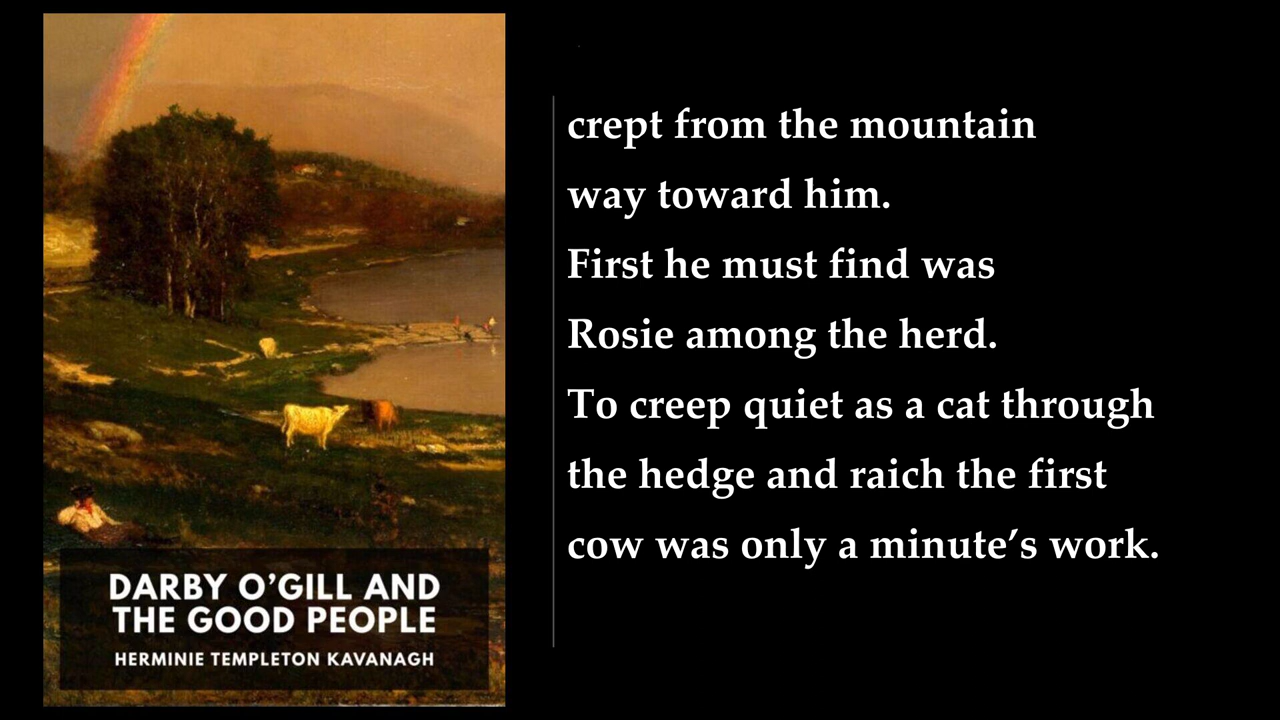 DARBY O'GILL AND
THE GOOD PEOPLE
HERMINIE TEMPLETON KAVANAGH
crept from the mountain
way toward him.
First he must find was
Rosie among the herd.
To creep quiet as a cat through
the hedge and raich the first
cow was only a minute’s work.